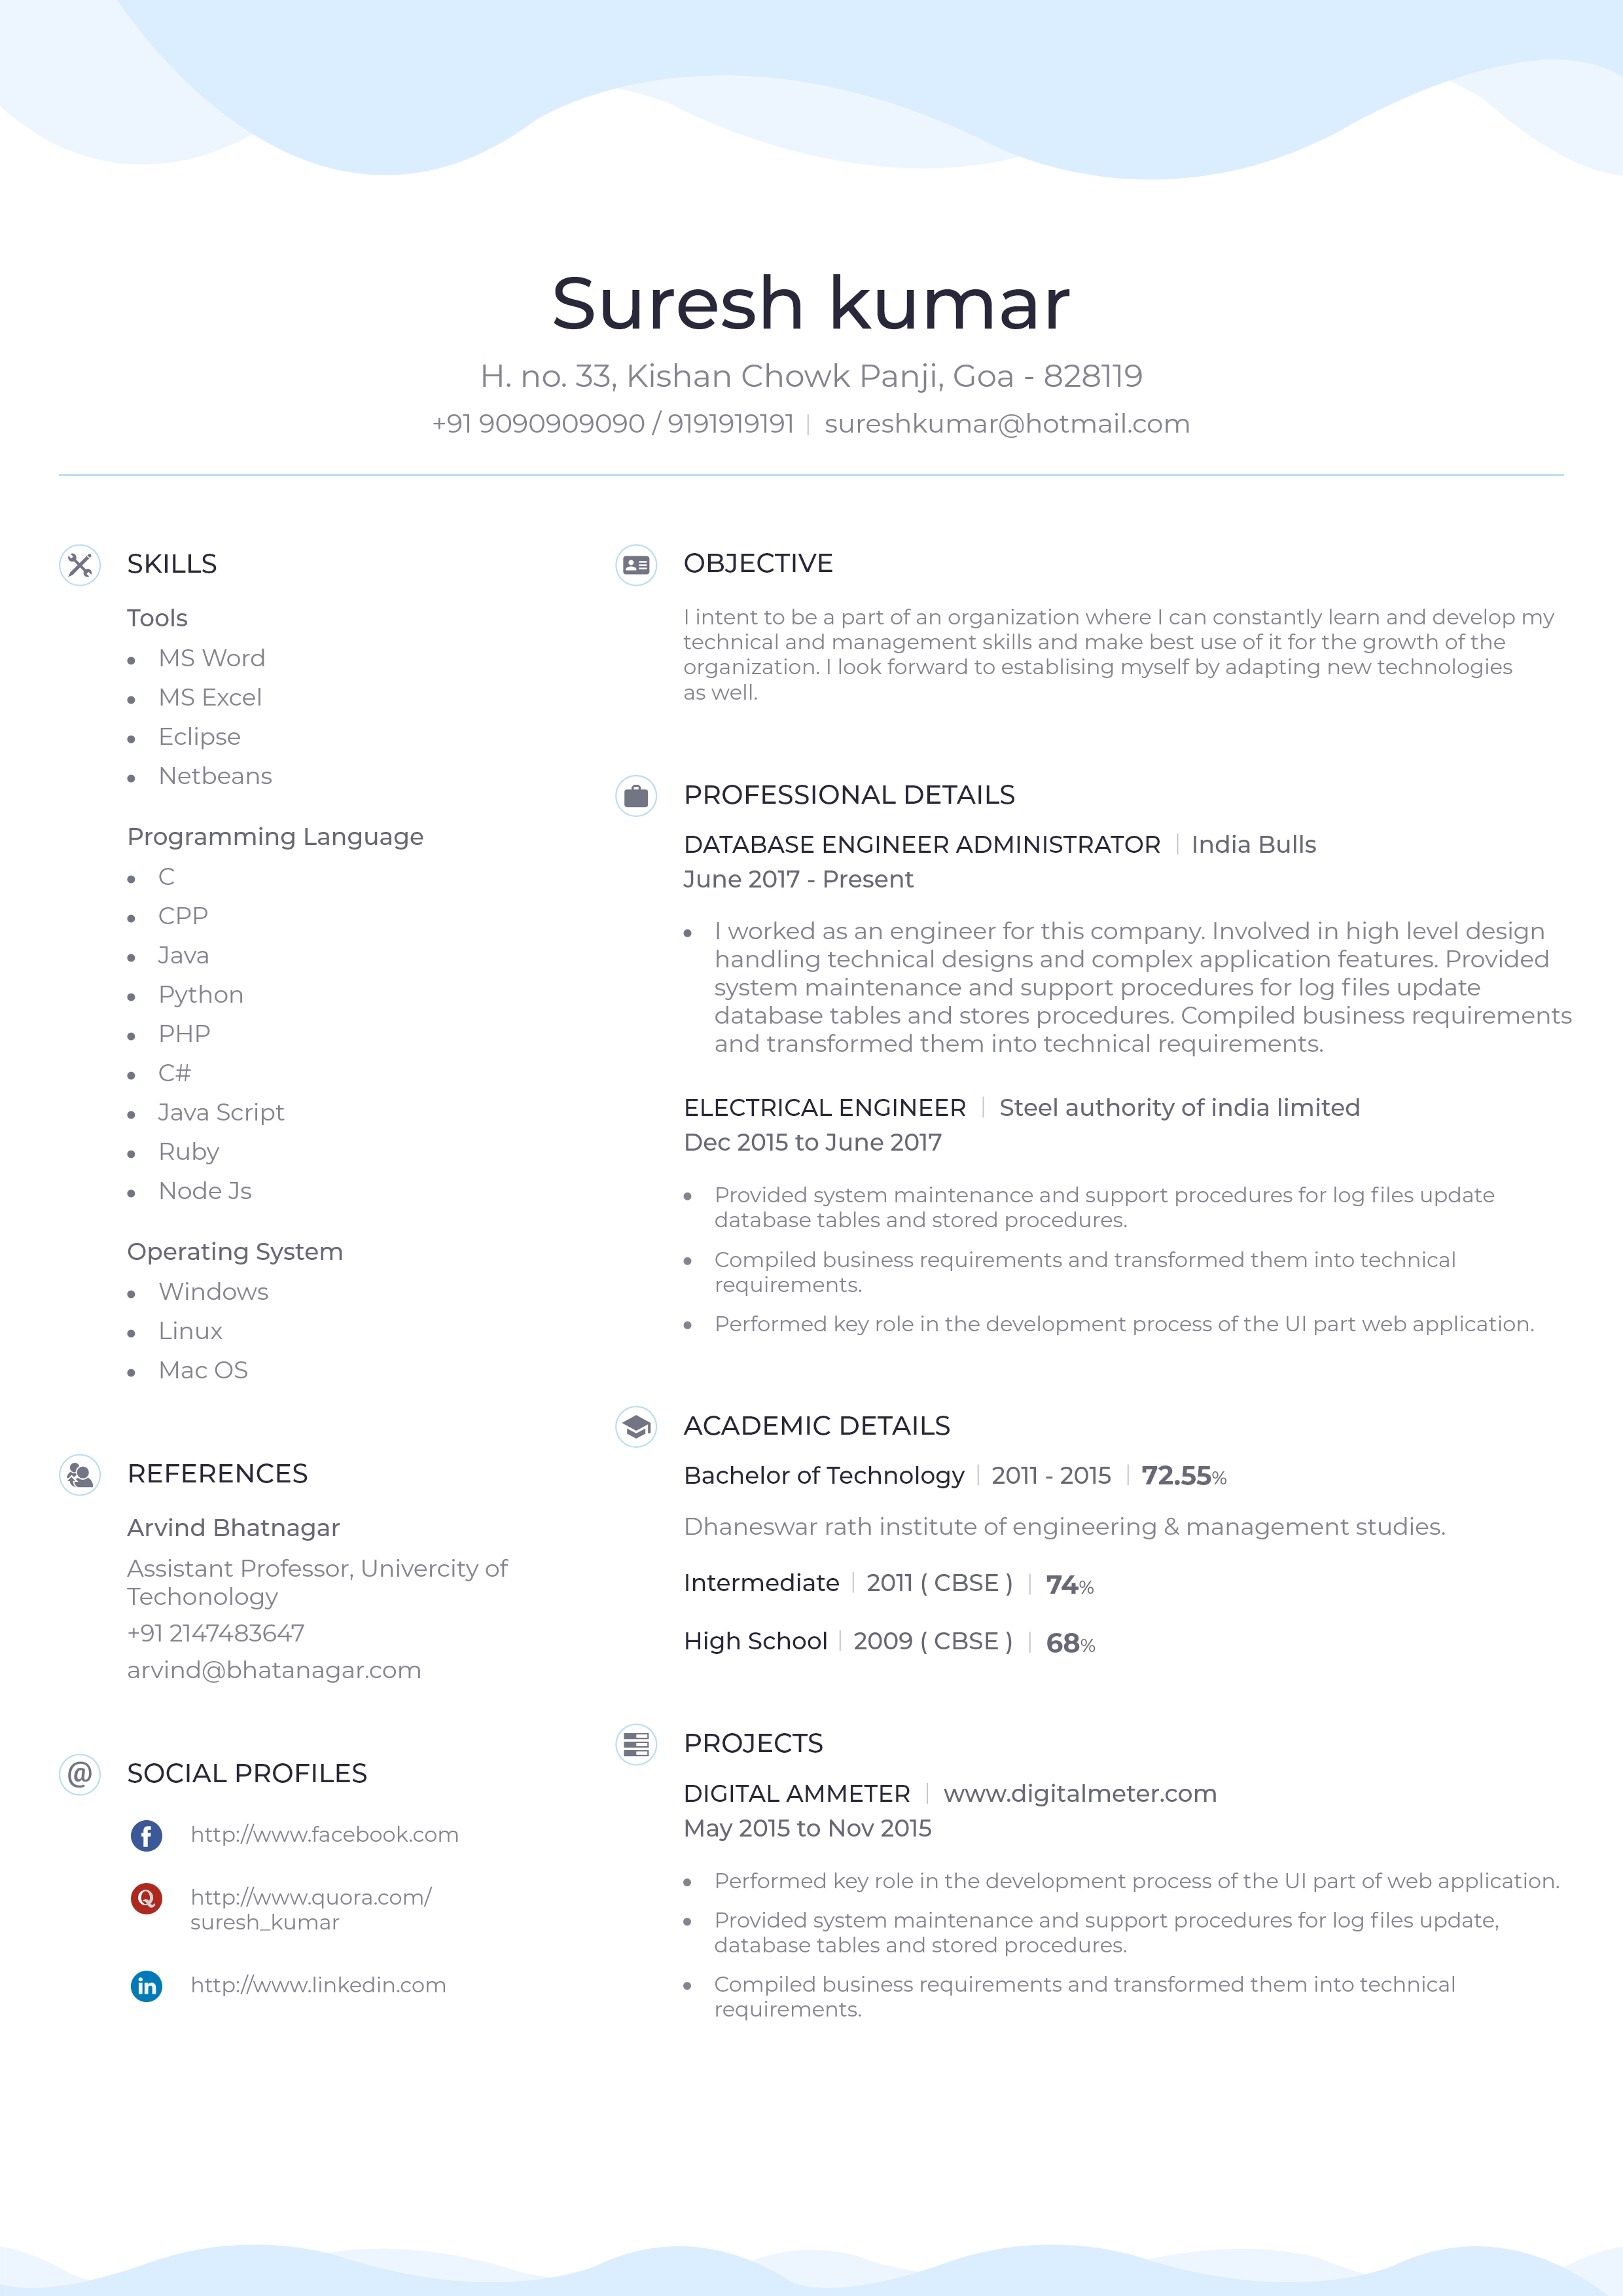 Suresh kumar
H. no. 33, Kishan Chowk Panji, Goa - 828119
+91 9090909090 / 9191919191 | sureshkumar@hotmail.com
SKILLS
Tools
• MS Word
• MS Excel
• Eclipse
• Netbeans
Programming Language
• C
• CPP
• Java
• Python
• PHP
• C#
• Java Script
• Ruby
• Node Js
Operating System
• Windows
• Linux
• Mac OS
REFERENCES
Arvind Bhatnagar
Assistant Professor, Univercity of
Techonology
+91 2147483647
arvind@bhatanagar.com
@ SOCIAL PROFILES
f http://www.facebook.com
Q http://www.quora.com/
suresh_kumar
in http://www.linkedin.com
OBJECTIVE
I intent to be a part of an organization where I can constantly learn and develop my
technical and management skills and make best use of it for the growth of the
organization. I look forward to establising myself by adapting new technologies
as well.
PROFESSIONAL DETAILS
DATABASE ENGINEER ADMINISTRATOR | India Bulls
June 2017 - Present
• I worked as an engineer for this company. Involved in high level design
handling technical designs and complex application features. Provided
system maintenance and support procedures for log files update
database tables and stores procedures. Compiled business requirements
and transformed them into technical requirements.
ELECTRICAL ENGINEER | Steel authority of india limited
Dec 2015 to June 2017
• Provided system maintenance and support procedures for log files update
database tables and stored procedures.
• Compiled business requirements and transformed them into technical
requirements.
• Performed key role in the development process of the UI part web application.
ACADEMIC DETAILS
Bachelor of Technology | 2011 - 2015 | 72.55%
Dhaneswar rath institute of engineering & management studies.
Intermediate | 2011 ( CBSE ) | 74%
High School | 2009 ( CBSE ) | 68%
PROJECTS
DIGITAL AMMETER | www.digitalmeter.com
May 2015 to Nov 2015
• Performed key role in the development process of the UI part of web application.
• Provided system maintenance and support procedures for log files update,
database tables and stored procedures.
• Compiled business requirements and transformed them into technical
requirements.